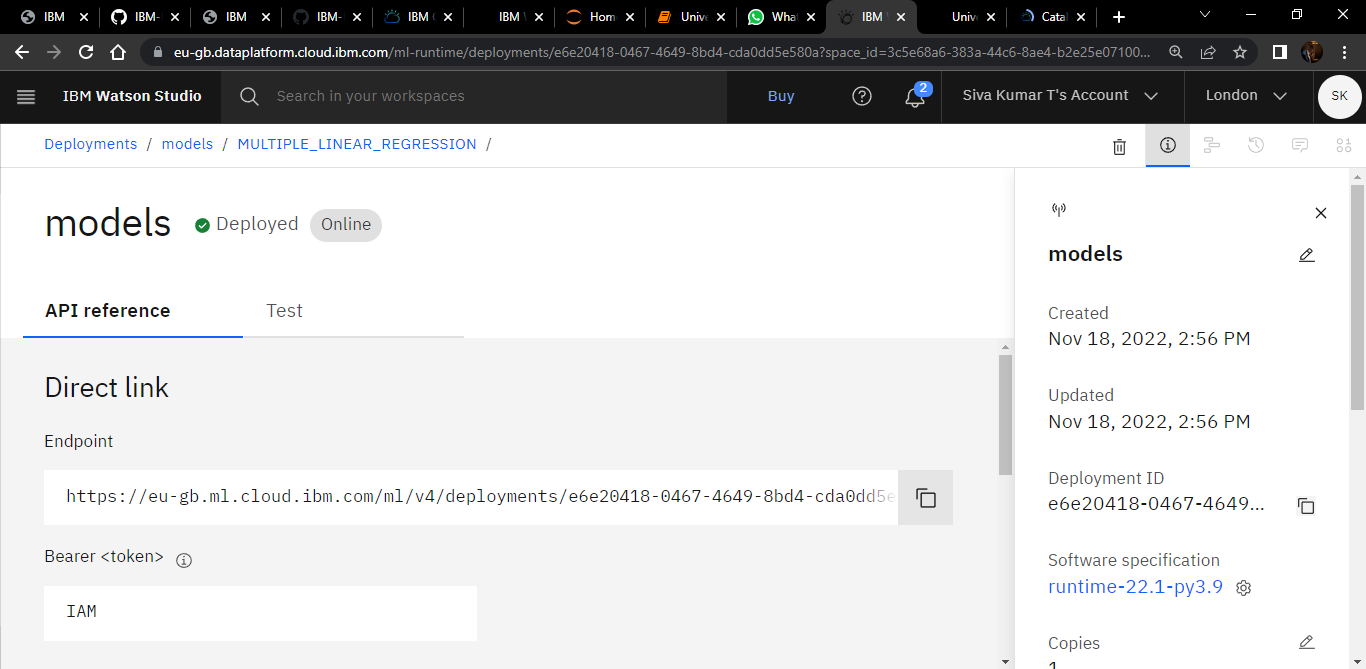 IBM
IBM-
IBM
IBM-
IBM
IBM
Hom
Unive
What
IBM
Univ
Catal
eu-gb.dataplatform.cloud.ibm.com/ml-runtime/deployments/e6e20418-0467-4649-8bd4-cda0dd5e580a?space_id=3c5e68a6-383a-44c6-8ae4-b2e25e07100...
IBM Watson Studio
Search in your workspaces
Buy
2
Siva Kumar T's Account
London
SK
Deployments / models / MULTIPLE_LINEAR_REGRESSION /
models
Deployed
Online
API reference
Test
Direct link
Endpoint
https://eu-gb.ml.cloud.ibm.com/ml/v4/deployments/e6e20418-0467-4649-8bd4-cda0dd5e
Bearer <token>
IAM
models
Created
Nov 18, 2022, 2:56 PM
Updated
Nov 18, 2022, 2:56 PM
Deployment ID
e6e20418-0467-4649...
Software specification
runtime-22.1-py3.9
Copies
1